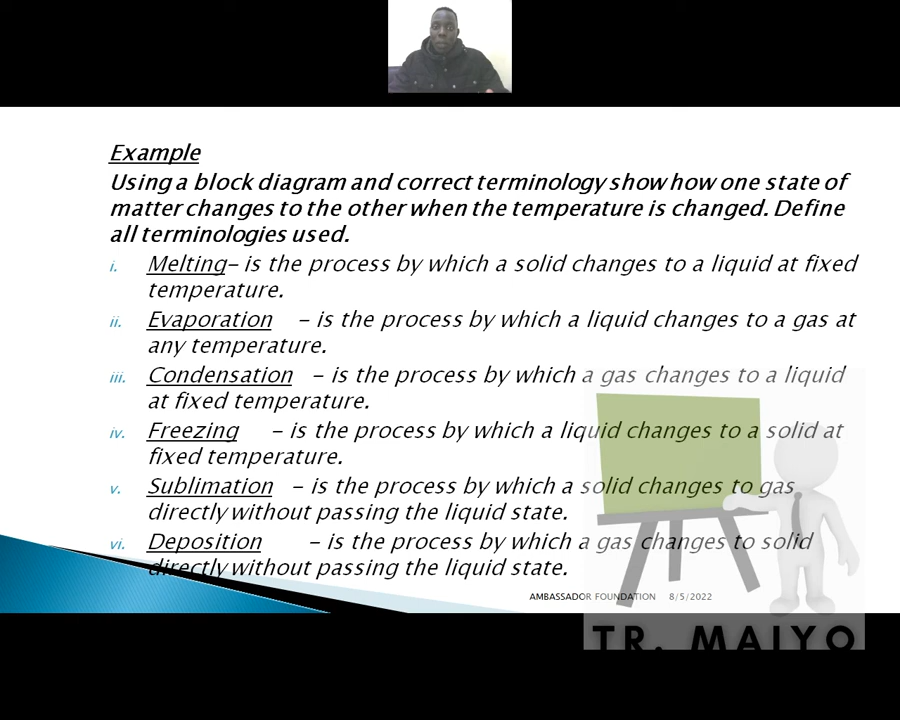 Example
Using a block diagram and correct terminology show how one state of
matter changes to the other when the temperature is changed. Define
all terminologies used.
i. Melting– is the process by which a solid changes to a liquid at fixed
temperature.
ii. Evaporation – is the process by which a liquid changes to a gas at
any temperature.
iii. Condensation – is the process by which a gas changes to a liquid
at fixed temperature.
iv. Freezing – is the process by which a liquid changes to a solid at
fixed temperature.
v. Sublimation – is the process by which a solid changes to gas
directly without passing the liquid state.
vi. Deposition – is the process by which a gas changes to solid
directly without passing the liquid state.
AMBASSADOR FOUNDATION 8/5/2022
TR. MAIYO